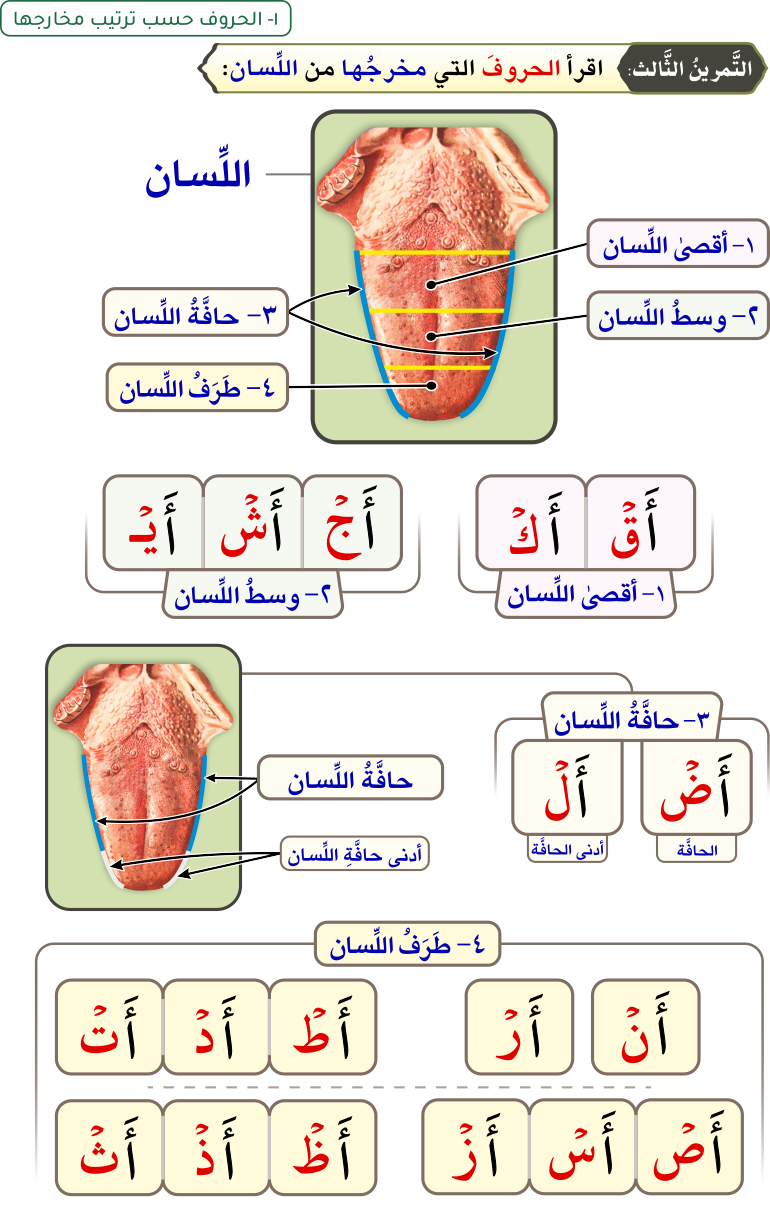 ١- الحروف حسب ترتيب مخارجها
التَّمرينُ الثَّالث: اقرأ الحروفَ التي مخرجُها من اللِّسان:
اللِّسان
١- أقصىٰ اللِّسان
٢- وسطُ اللِّسان
٣- حافَّةُ اللِّسان
٤- طَرَفُ اللِّسان
أَقْ أَكْ
١- أقصىٰ اللِّسان
أَجْ أَشْ أَيْـ
٢- وسطُ اللِّسان
٣- حافَّةُ اللِّسان
أَضْ أَلْ
الحافَّة أدنى الحافَّة
حافَّةُ اللِّسان
أدنى حافَّةِ اللِّسان
٤- طَرَفُ اللِّسان
أَنْ أَرْ أَطْ أَدْ أَتْ
أَصْ أَسْ أَزْ أَظْ أَذْ أَثْ